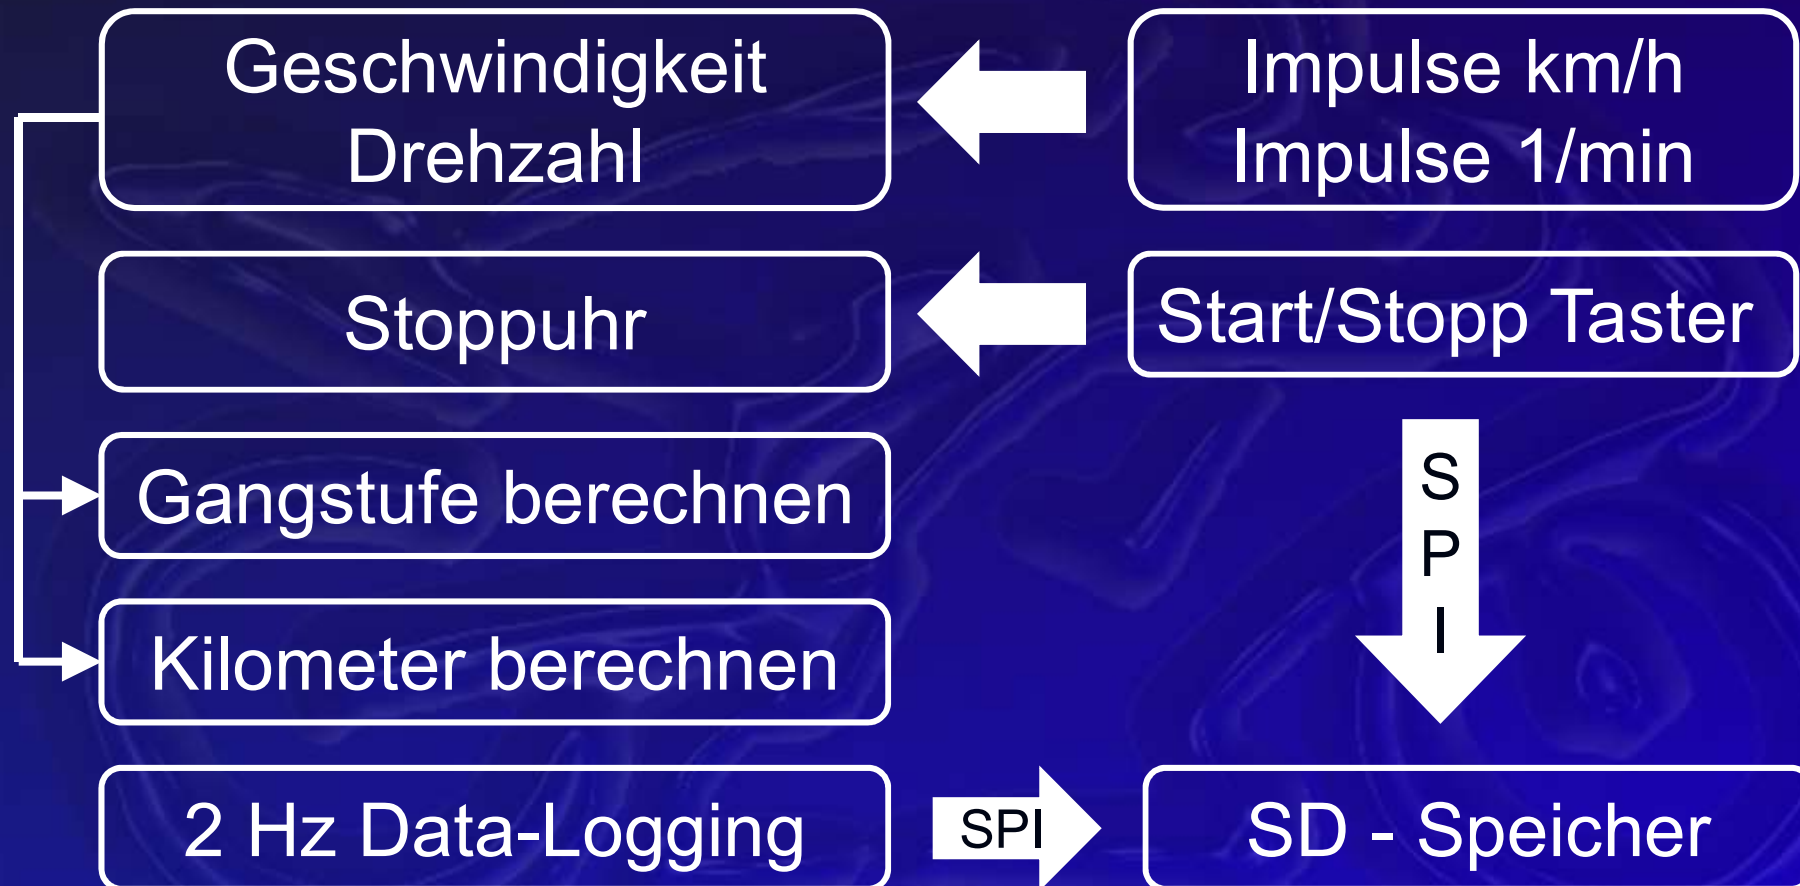 Geschwindigkeit
Drehzahl
Impulse km/h
Impulse 1/min
Stoppuhr
Start/Stopp Taster
Gangstufe berechnen
S
P
I
Kilometer berechnen
2 Hz Data-Logging
SPI
SD - Speicher